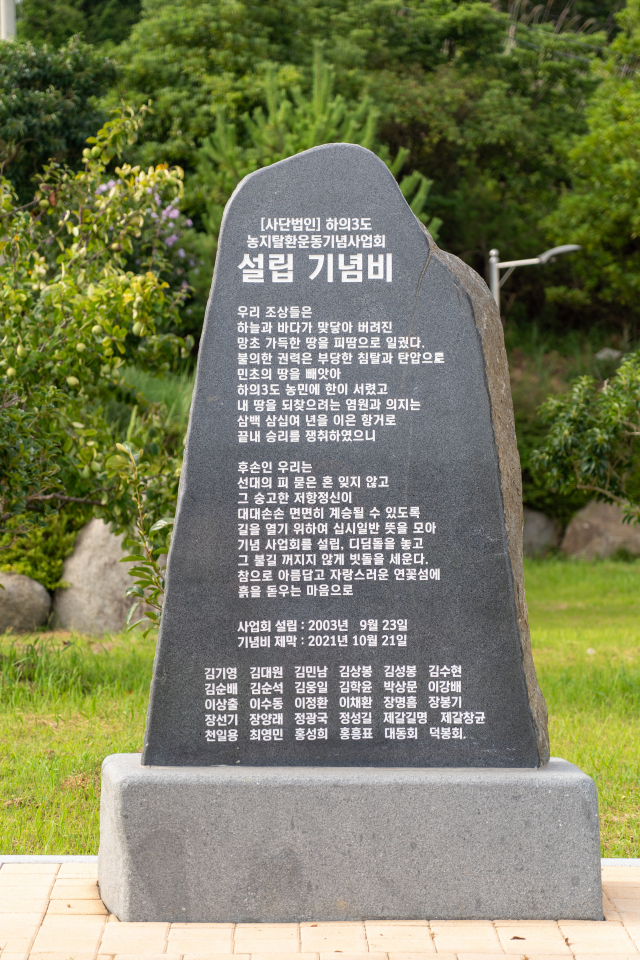 [사단법인] 하의3도
농지탈환운동기념사업회
설립 기념비
우리 조상들은
하늘과 바다가 맞닿아 버려진
망초 가득한 땅을 피땀으로 일궜다.
불의한 권력은 부당한 침탈과 탄압으로
민초의 땅을 빼앗아
하의3도 농민에 한이 서렸고
내 땅을 되찾으려는 염원과 의지는
삼백 삼십여 년을 이은 항거로
끝내 승리를 쟁취하였으니
후손인 우리는
선대의 피 묻은 혼 잊지 않고
그 숭고한 저항정신이
대대손손 면면히 계승될 수 있도록
길을 열기 위하여 십시일반 뜻을 모아
기념 사업회를 설립, 디딤돌을 놓고
그 불길 꺼지지 않게 빗돌을 세운다.
참으로 아름답고 자랑스러운 연꽃섬에
흙을 돋우는 마음으로
사업회 설립 : 2003년 9월 23일
기념비 제막 : 2021년 10월 21일
김기영 김대원 김민남 김상봉 김성봉 김수현
김순배 김순석 김웅일 김학윤 박상문 이강배
이상출 이수동 이정환 이채환 장명흠 장봉기
장선기 장양래 정광국 정성길 제갈길명 제갈창균
천일용 최영민 홍성희 홍흥표 대동회 덕봉회.